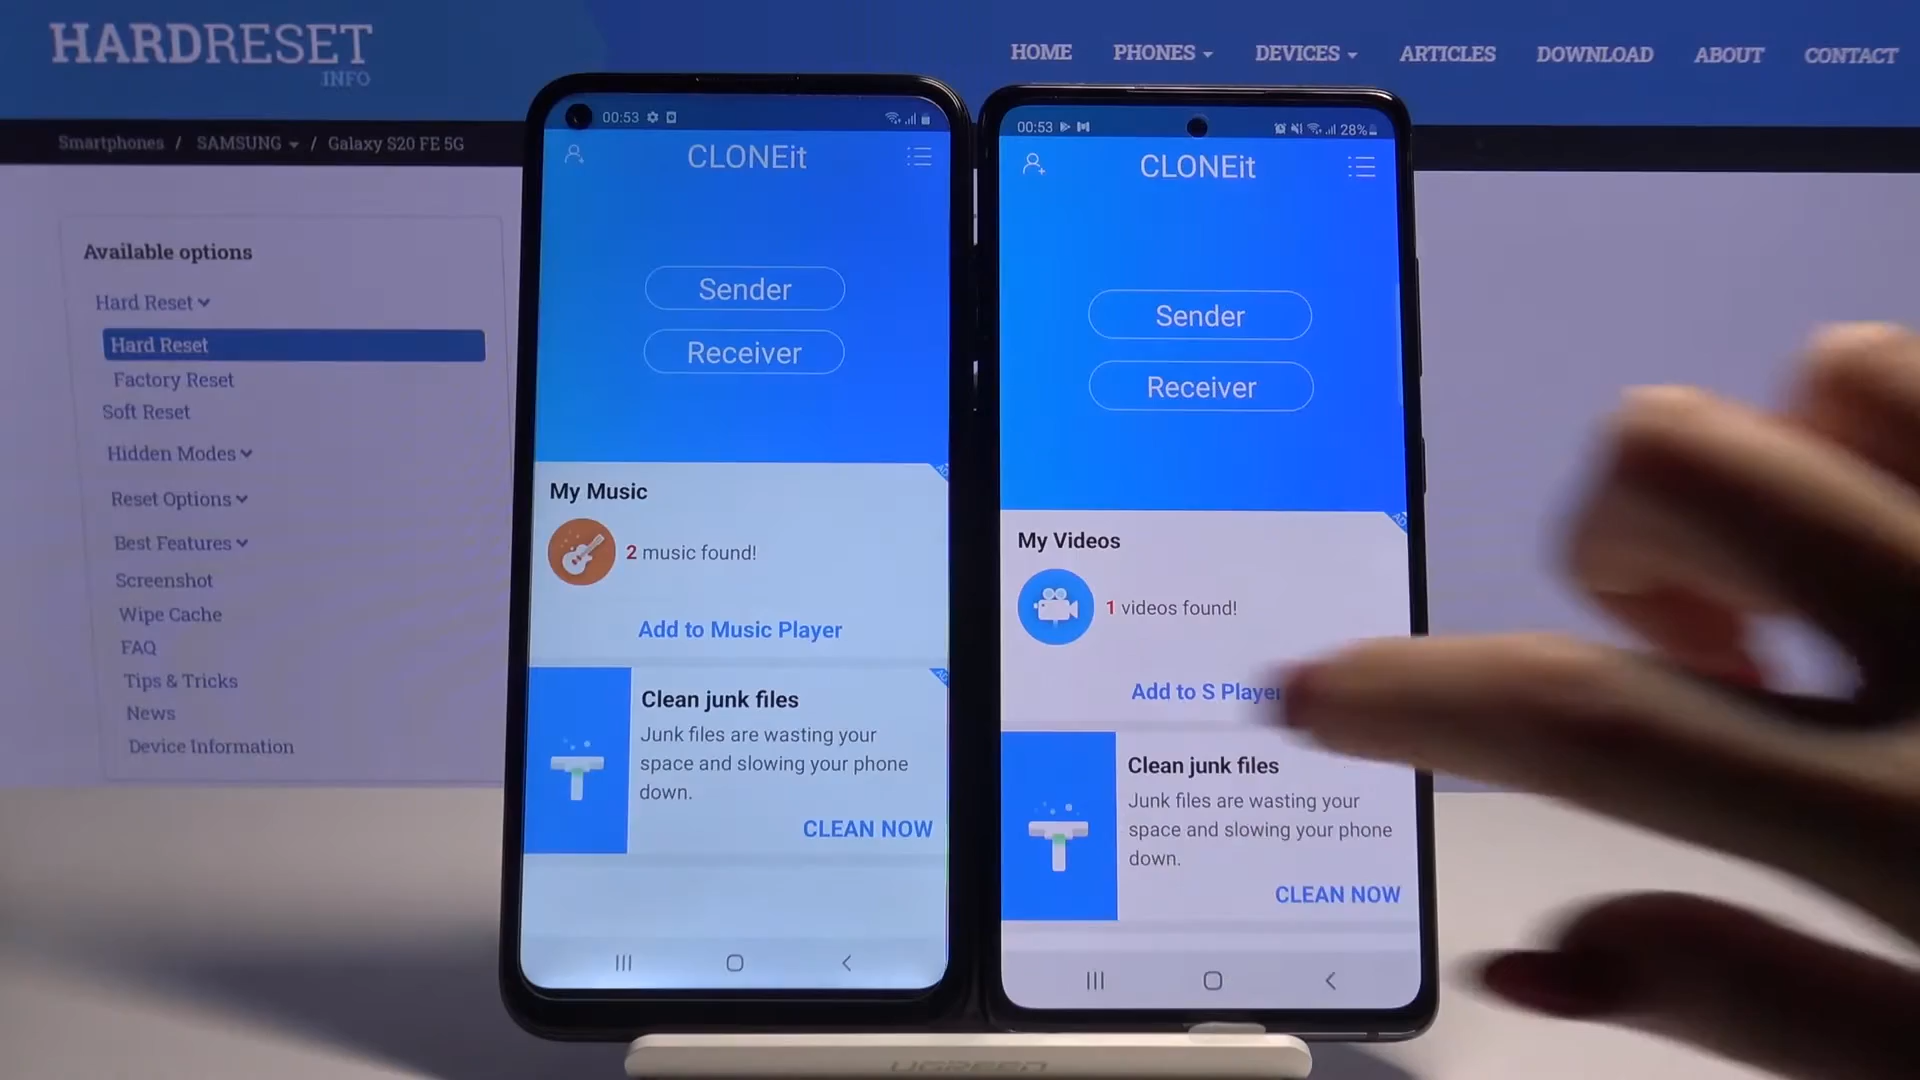 HARDRESET
.INFO
HOME PHONES DEVICES ARTICLES DOWNLOAD ABOUT CONTACT
Smartphones / SAMSUNG / Galaxy S20 FE 5G
Available options
Hard Reset
Hard Reset
Factory Reset
Soft Reset
Hidden Modes
Reset Options
Best Features
Screenshot
Wipe Cache
FAQ
Tips & Tricks
News
Device Information
00:53
CLONEit
Sender
Receiver
AD
My Music
2 music found!
Add to Music Player
AD
Clean junk files
Junk files are wasting your
space and slowing your phone
down.
CLEAN NOW
00:53 28%
CLONEit
Sender
Receiver
AD
My Videos
1 videos found!
Add to S Player
Clean junk files
Junk files are wasting your
space and slowing your phone
down.
CLEAN NOW
UGREEN